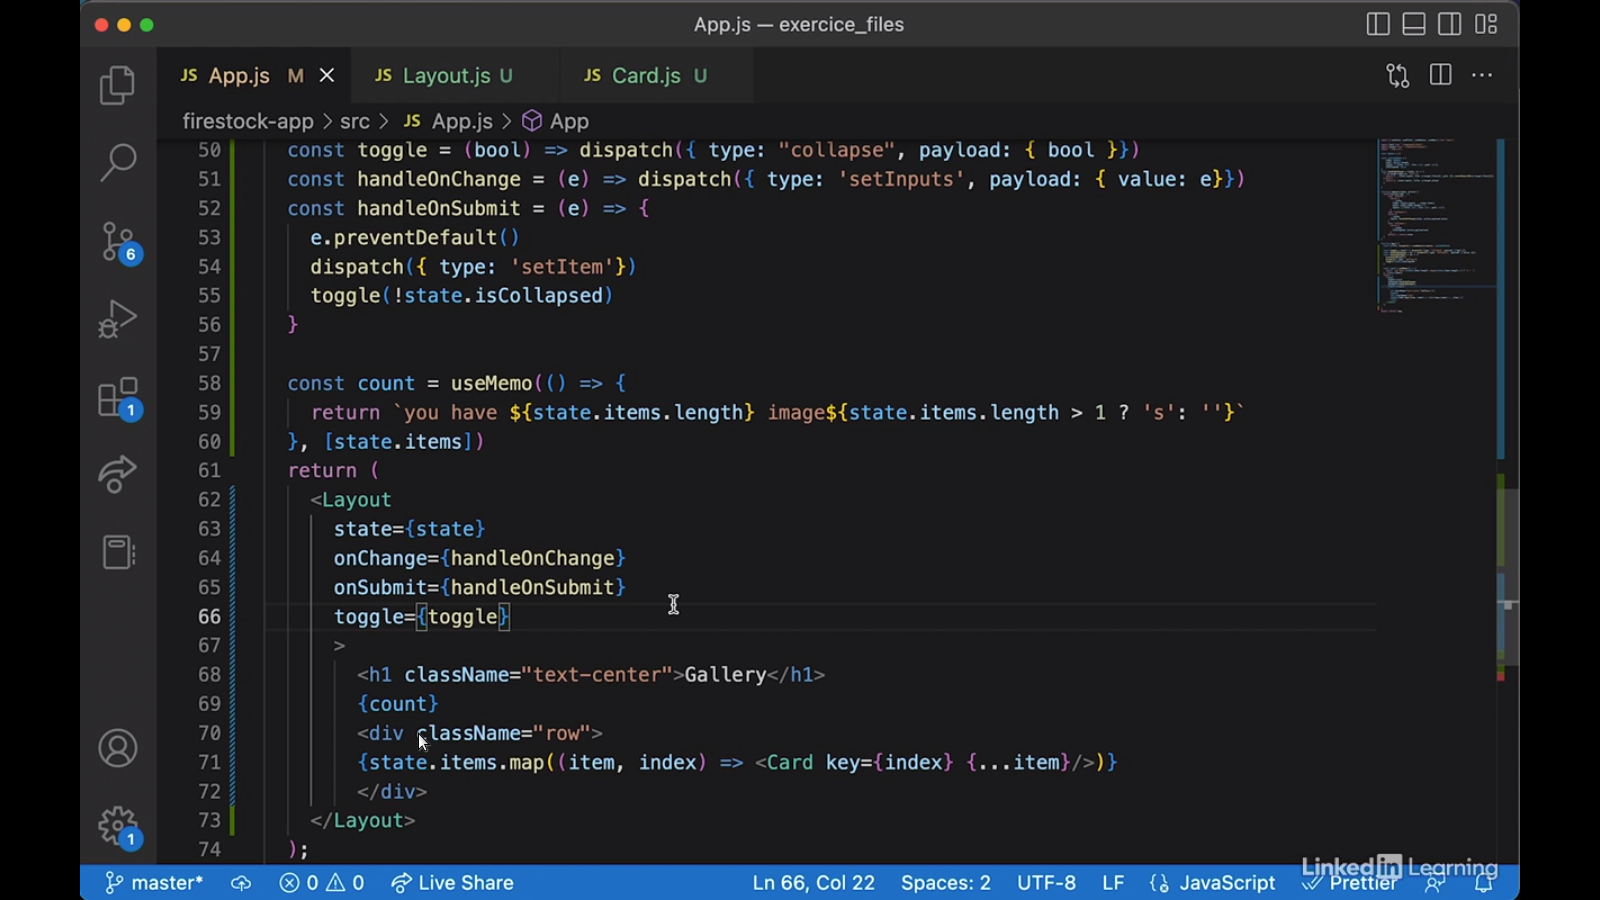 App.js — exercice_files
JS App.js M
JS Layout.js U
JS Card.js U
firestock-app > src > JS App.js > App
50 const toggle = (bool) => dispatch({ type: "collapse", payload: { bool }})
51 const handleOnChange = (e) => dispatch({ type: 'setInputs', payload: { value: e}})
52 const handleOnSubmit = (e) => {
53 e.preventDefault()
54 dispatch({ type: 'setItem'})
55 toggle(!state.isCollapsed)
56 }
57
58 const count = useMemo(() => {
59 return `you have ${state.items.length} image${state.items.length > 1 ? 's': ''}`
60 }, [state.items])
61 return (
62 <Layout
63 state={state}
64 onChange={handleOnChange}
65 onSubmit={handleOnSubmit}
66 toggle={toggle}
67 >
68 <h1 className="text-center">Gallery</h1>
69 {count}
70 <div className="row">
71 {state.items.map((item, index) => <Card key={index} {...item}/>)}
72 </div>
73 </Layout>
74 );
6
1
1
master* 0 0 Live Share Ln 66, Col 22 Spaces: 2 UTF-8 LF {} JavaScript Prettier
LinkedIn Learning